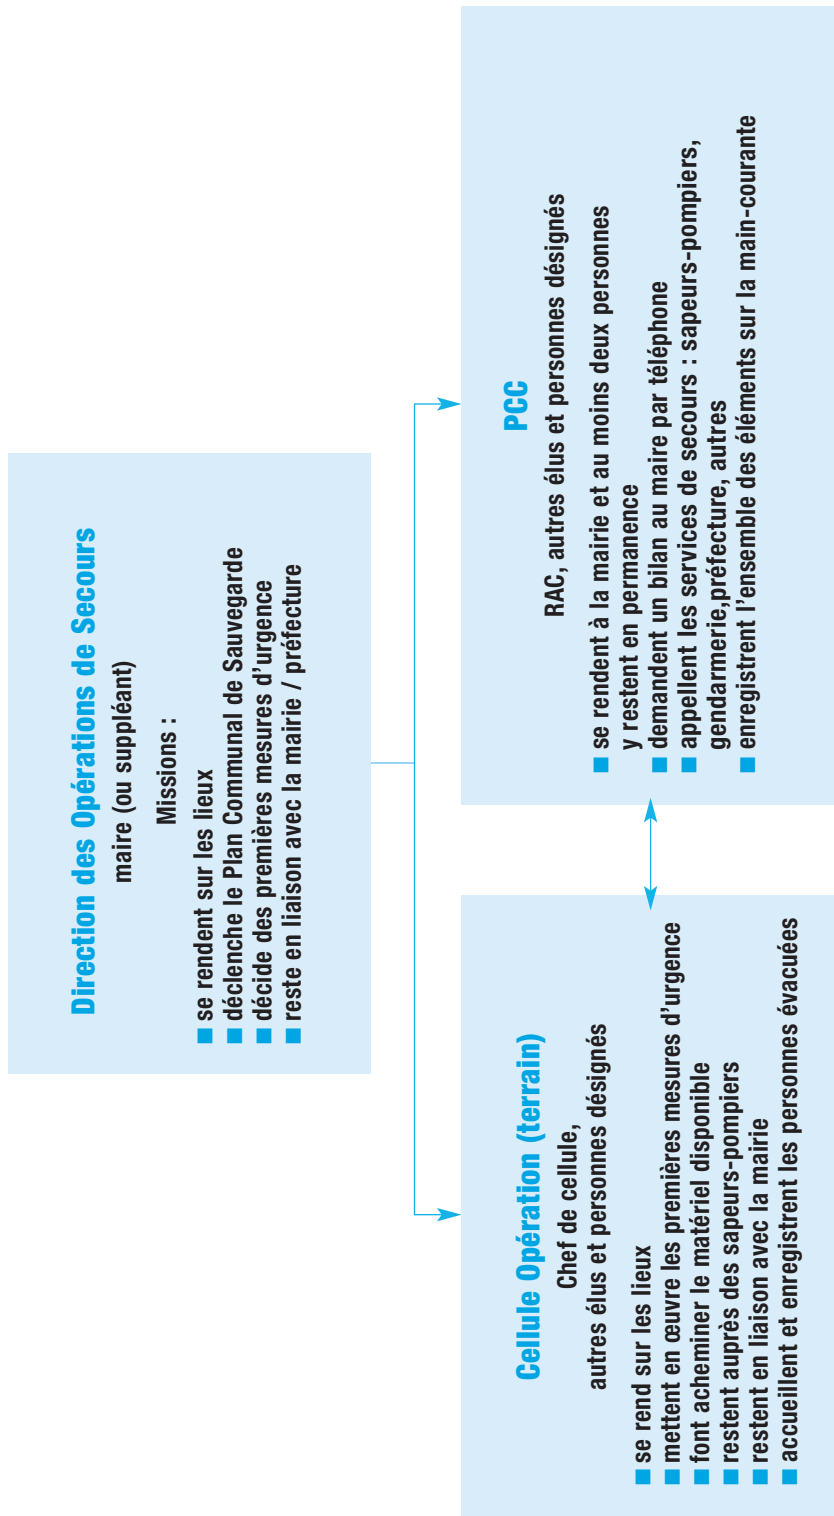 Direction des Opérations de Secours
maire (ou suppléant)
Missions :
■ se rendent sur les lieux
■ déclenche le Plan Communal de Sauvegarde
■ décide des premières mesures d'urgence
■ reste en liaison avec la mairie / préfecture
Cellule Opération (terrain)
Chef de cellule,
autres élus et personnes désignés
■ se rend sur les lieux
■ mettent en œuvre les premières mesures d'urgence
■ font acheminer le matériel disponible
■ restent auprès des sapeurs-pompiers
■ restent en liaison avec la mairie
■ accueillent et enregistrent les personnes évacuées
PCC
RAC, autres élus et personnes désignés
■ se rendent à la mairie et au moins deux personnes
y restent en permanence
■ demandent un bilan au maire par téléphone
■ appellent les services de secours : sapeurs-pompiers,
gendarmerie,préfecture, autres
■ enregistrent l'ensemble des éléments sur la main-courante